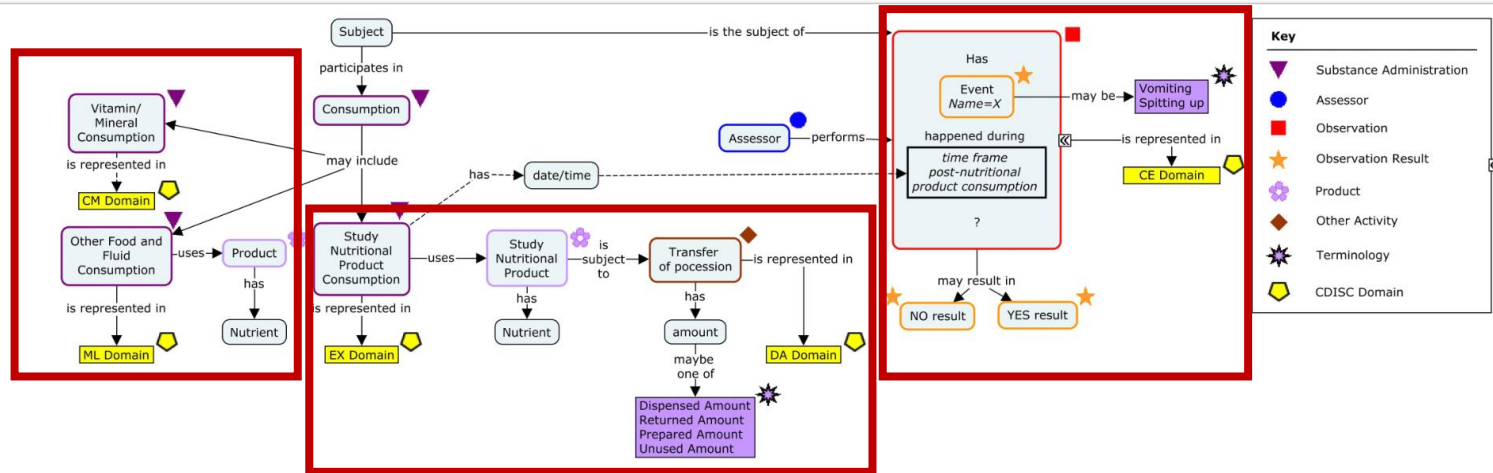 Subject
is the subject of
participates in
Consumption
may include
Vitamin/
Mineral
Consumption
is represented in
CM Domain
Other Food and
Fluid
Consumption
uses
Product
has
Nutrient
is represented in
ML Domain
has
date/time
Study
Nutritional
Product
Consumption
is represented in
EX Domain
uses
Study
Nutritional
Product
has
Nutrient
is
subject
to
Transfer
of pocession
is represented in
DA Domain
has
amount
maybe
one of
Dispensed Amount
Returned Amount
Prepared Amount
Unused Amount
Assessor
performs
Has
Event
Name=X
may be
Vomiting
Spitting up
happened during
time frame
post-nutritional
product consumption
?
is represented in
CE Domain
may result in
NO result
YES result
Key
Substance Administration
Assessor
Observation
Observation Result
Product
Other Activity
Terminology
CDISC Domain